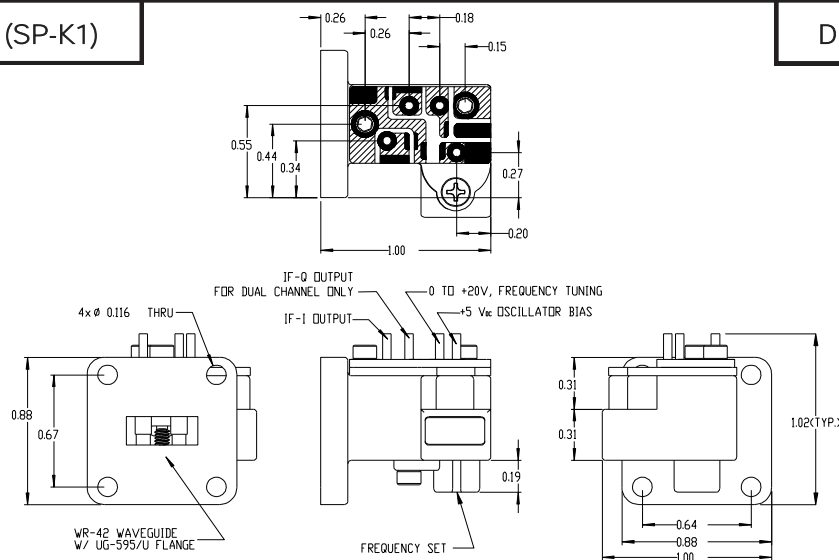 (SP-K1)
D
0.26
0.18
0.26
0.15
0.55
0.44
0.34
0.27
0.20
1.00
IF-Q OUTPUT
FOR DUAL CHANNEL ONLY
0 TO +20V, FREQUENCY TUNING
4x Ø 0.116 THRU
IF-I OUTPUT
+5 VDC OSCILLATOR BIAS
0.88
0.67
0.31
0.31
1.02(TYP.)
0.19
WR-42 WAVEGUIDE
W/ UG-595/U FLANGE
FREQUENCY SET
0.64
0.88
1.00